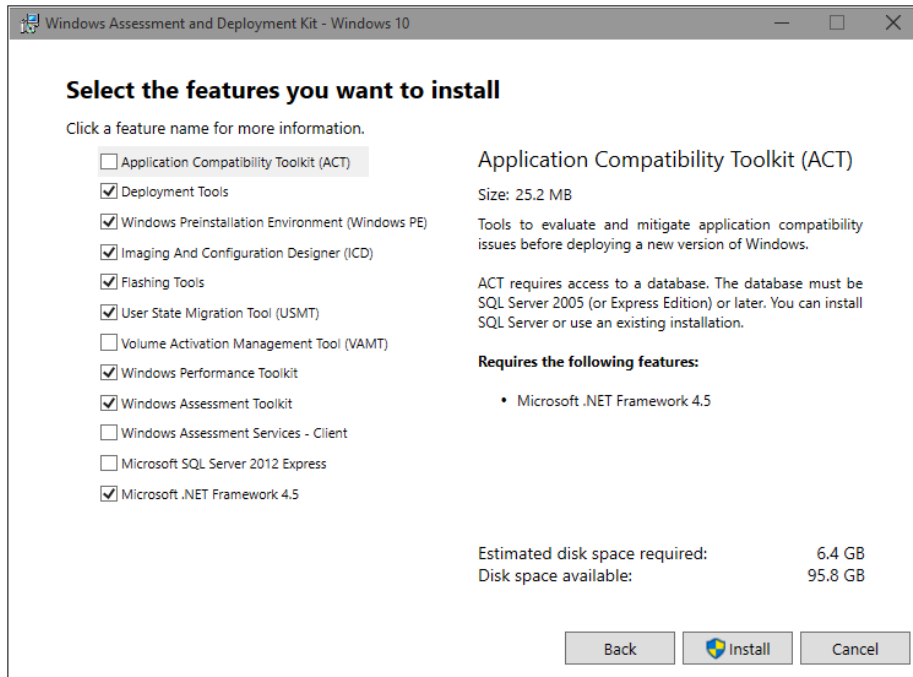 Windows Assessment and Deployment Kit - Windows 10
Select the features you want to install
Click a feature name for more information.
Application Compatibility Toolkit (ACT)
Deployment Tools
Windows Preinstallation Environment (Windows PE)
Imaging And Configuration Designer (ICD)
Flashing Tools
User State Migration Tool (USMT)
Volume Activation Management Tool (VAMT)
Windows Performance Toolkit
Windows Assessment Toolkit
Windows Assessment Services - Client
Microsoft SQL Server 2012 Express
Microsoft .NET Framework 4.5
Application Compatibility Toolkit (ACT)
Size: 25.2 MB
Tools to evaluate and mitigate application compatibility
issues before deploying a new version of Windows.
ACT requires access to a database. The database must be
SQL Server 2005 (or Express Edition) or later. You can install
SQL Server or use an existing installation.
Requires the following features:
• Microsoft .NET Framework 4.5
Estimated disk space required: 6.4 GB
Disk space available: 95.8 GB
Back Install Cancel